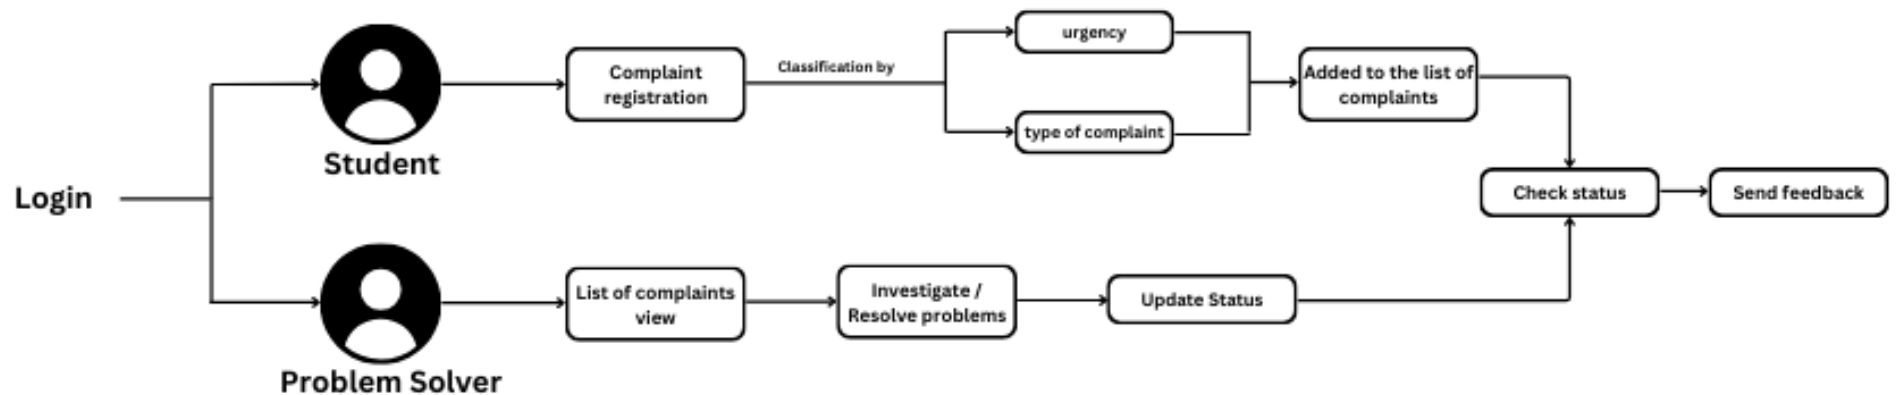 Login
Student
Complaint
registration
Classification by
urgency
type of complaint
Added to the list of
complaints
Check status
Send feedback
Problem Solver
List of complaints
view
Investigate /
Resolve problems
Update Status